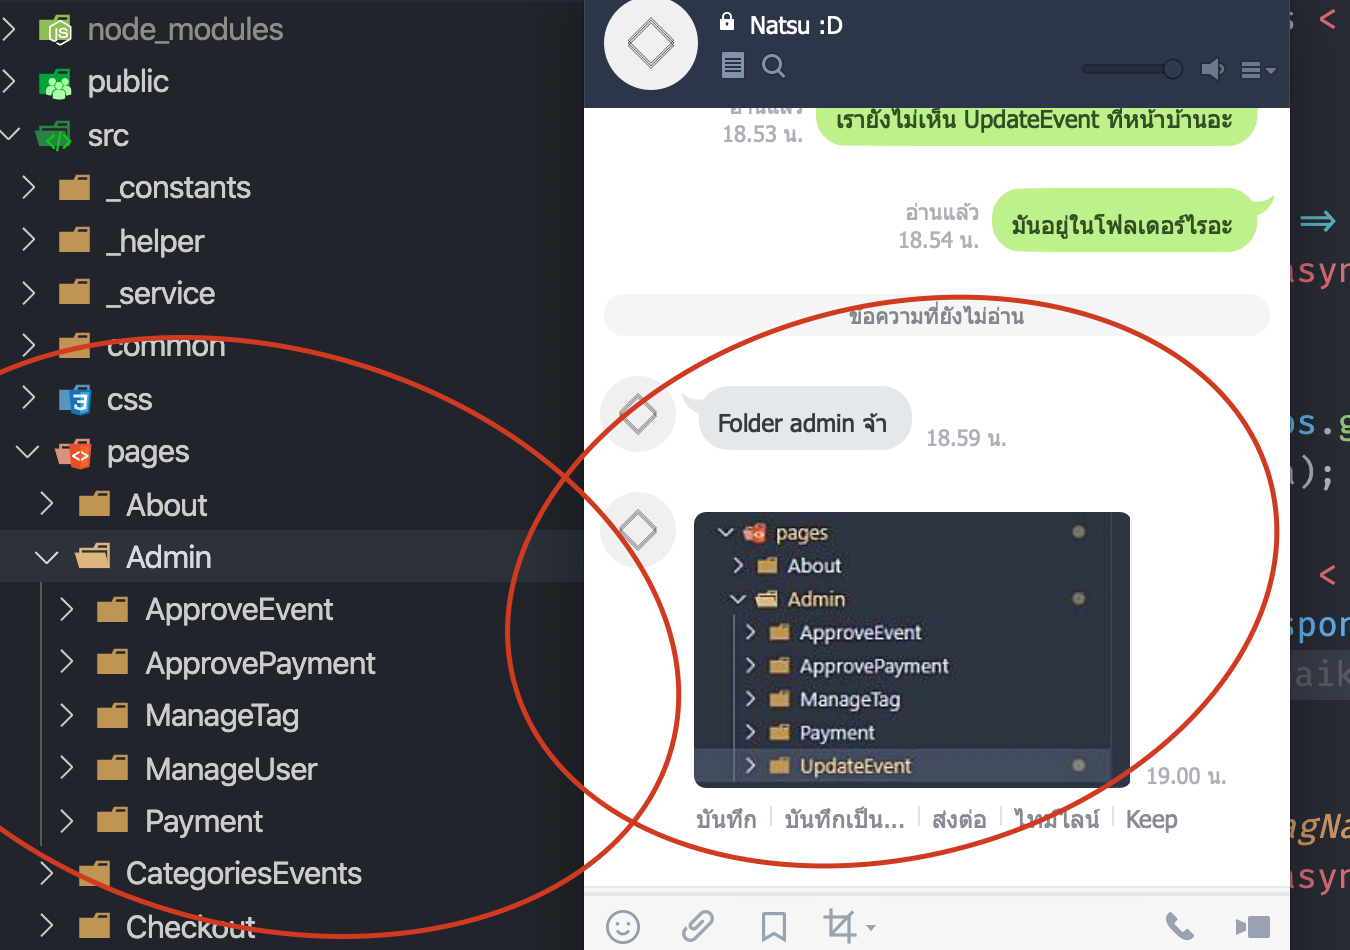 node_modules
public
src
_constants
_helper
_service
common
css
pages
About
Admin
ApproveEvent
ApprovePayment
ManageTag
ManageUser
Payment
CategoriesEvents
Checkout
Natsu :D
อ่านแล้ว
18.53 น.
เรายังไม่เห็น UpdateEvent ที่หน้าบ้านอะ
อ่านแล้ว
18.54 น.
มันอยู่ในโฟลเดอร์ไรอะ
ข้อความที่ยังไม่อ่าน
Folder admin จ้า
18.59 น.
pages
About
Admin
ApproveEvent
ApprovePayment
ManageTag
Payment
UpdateEvent
19.00 น.
บันทึก
บันทึกเป็น...
ส่งต่อ
ไทม์ไลน์
Keep
<
=>
<